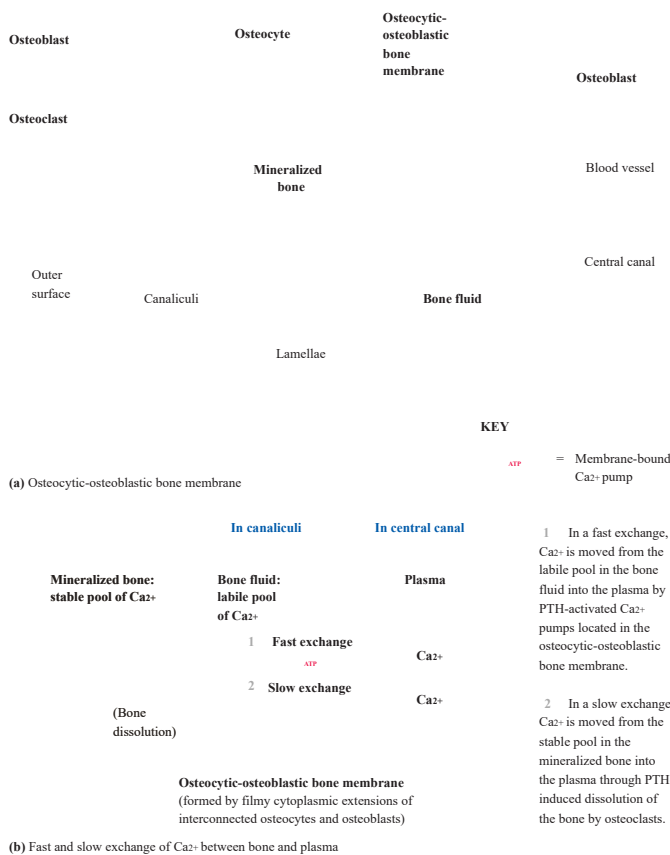 Osteoblast
Osteocyte
Osteocytic-
osteoblastic
bone
membrane
Osteoblast
Osteoclast
Mineralized
bone
Blood vessel
Central canal
Outer
surface
Canaliculi
Bone fluid
Lamellae
KEY
ATP = Membrane-bound
Ca2+ pump
(a) Osteocytic-osteoblastic bone membrane
In canaliculi
In central canal
Mineralized bone:
stable pool of Ca2+
Bone fluid:
labile pool
of Ca2+
Plasma
1 Fast exchange
ATP
Ca2+
2 Slow exchange
Ca2+
(Bone
dissolution)
Osteocytic-osteoblastic bone membrane
(formed by filmy cytoplasmic extensions of
interconnected osteocytes and osteoblasts)
1 In a fast exchange,
Ca2+ is moved from the
labile pool in the bone
fluid into the plasma by
PTH-activated Ca2+
pumps located in the
osteocytic-osteoblastic
bone membrane.
2 In a slow exchange
Ca2+ is moved from the
stable pool in the
mineralized bone into
the plasma through PTH
induced dissolution of
the bone by osteoclasts.
(b) Fast and slow exchange of Ca2+ between bone and plasma